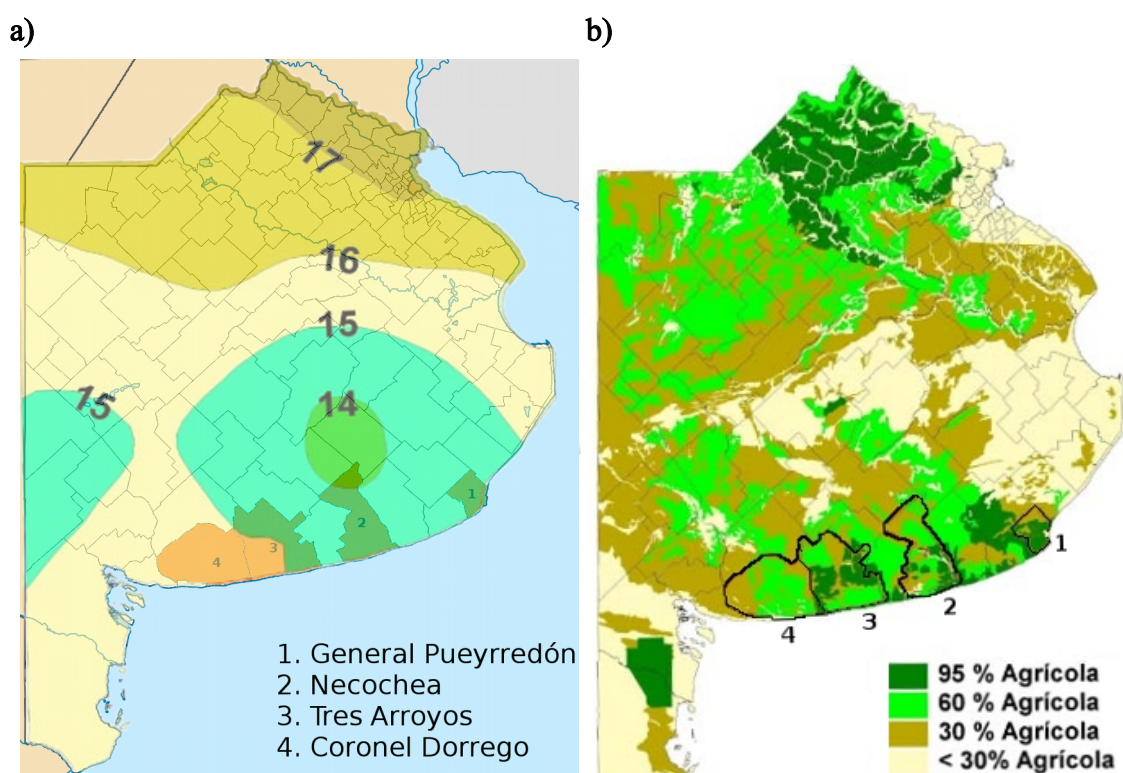 a)
17
16
15
15
14
1
2
3
4
1. General Pueyrredón
2. Necochea
3. Tres Arroyos
4. Coronel Dorrego
b)
1
2
3
4
95 % Agrícola
60 % Agrícola
30 % Agrícola
< 30% Agrícola